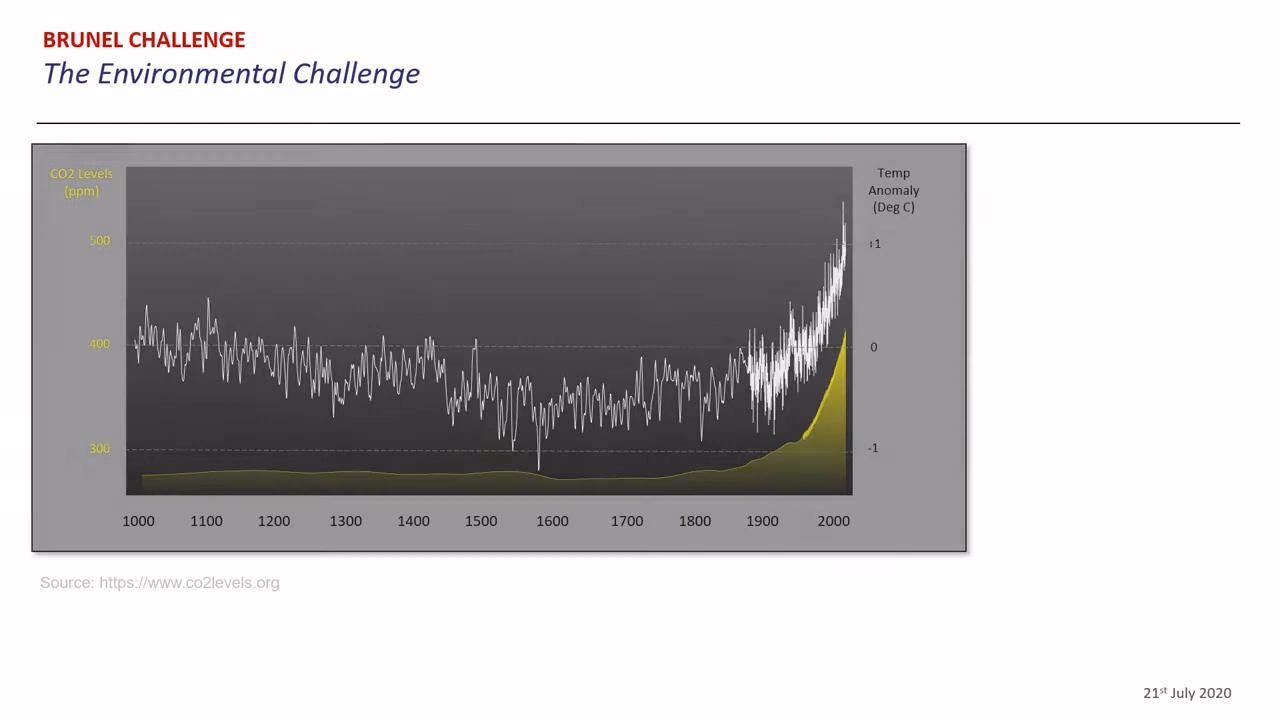 BRUNEL CHALLENGE
The Environmental Challenge
CO2 Levels
(ppm)
Temp
Anomaly
(Deg C)
500
400
300
+1
0
-1
1000 1100 1200 1300 1400 1500 1600 1700 1800 1900 2000
Source: https://www.co2levels.org
21st July 2020